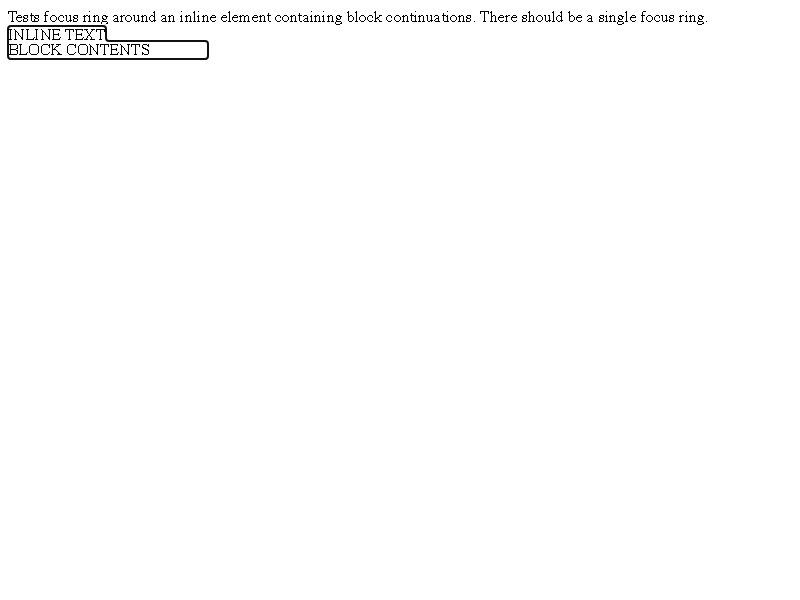 Tests focus ring around an inline element containing block continuations. There should be a single focus ring.
INLINE TEXT
BLOCK CONTENTS